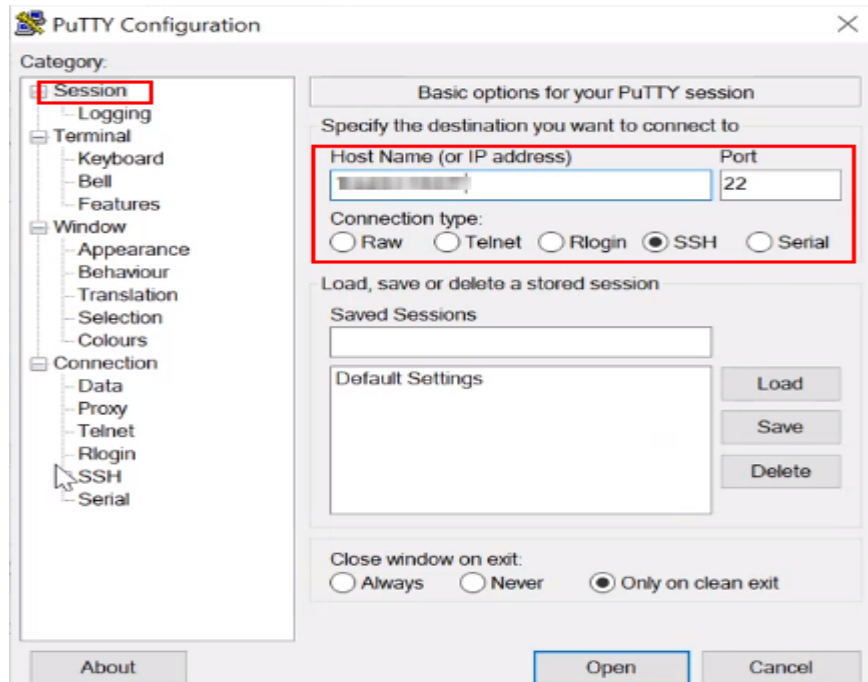 PuTTY Configuration
Category:
Session
Logging
Terminal
Keyboard
Bell
Features
Window
Appearance
Behaviour
Translation
Selection
Colours
Connection
Data
Proxy
Telnet
Rlogin
SSH
Serial
Basic options for your PuTTY session
Specify the destination you want to connect to
Host Name (or IP address) Port
22
Connection type:
Raw Telnet Rlogin SSH Serial
Load, save or delete a stored session
Saved Sessions
Default Settings
Load
Save
Delete
Close window on exit:
Always Never Only on clean exit
About Open Cancel